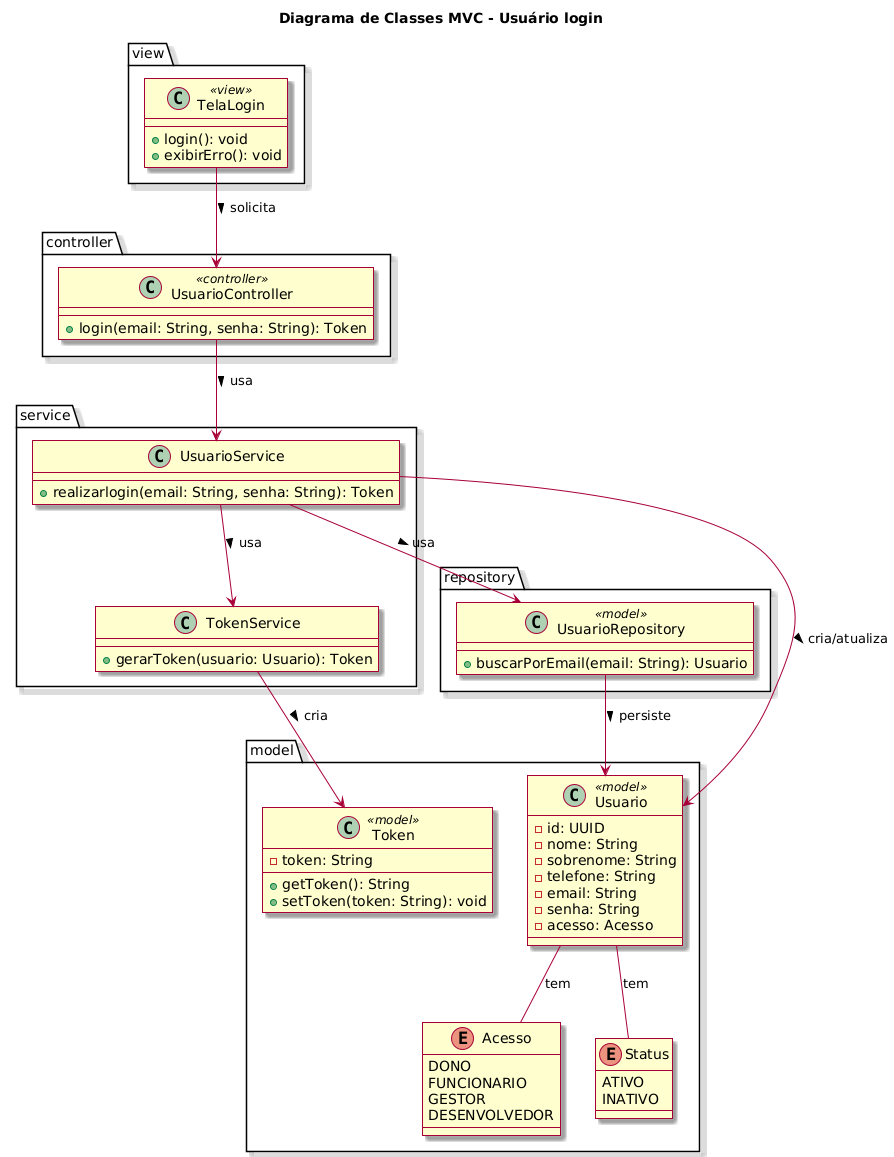 Diagrama de Classes MVC - Usuário login
view
«view»
C TelaLogin
login(): void
exibirErro(): void
solicita
controller
«controller»
C UsuarioController
login(email: String, senha: String): Token
usa
service
C UsuarioService
realizarlogin(email: String, senha: String): Token
usa
usa
repository
C TokenService
gerarToken(usuario: Usuario): Token
«model»
C UsuarioRepository
buscarPorEmail(email: String): Usuario
cria/atualiza
cria
persiste
model
«model»
C Token
token: String
getToken(): String
setToken(token: String): void
«model»
C Usuario
id: UUID
nome: String
sobrenome: String
telefone: String
email: String
senha: String
acesso: Acesso
tem
tem
E Acesso
DONO
FUNCIONARIO
GESTOR
DESENVOLVEDOR
E Status
ATIVO
INATIVO